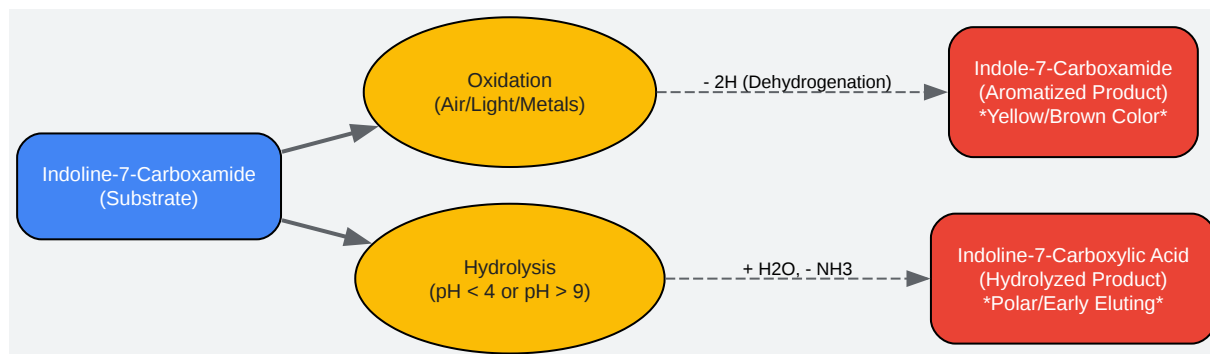 Indoline-7-Carboxamide
(Substrate)
Oxidation
(Air/Light/Metals)
- 2H (Dehydrogenation)
Indole-7-Carboxamide
(Aromatized Product)
*Yellow/Brown Color*
Hydrolysis
(pH < 4 or pH > 9)
+ H2O, - NH3
Indoline-7-Carboxylic Acid
(Hydrolyzed Product)
*Polar/Early Eluting*